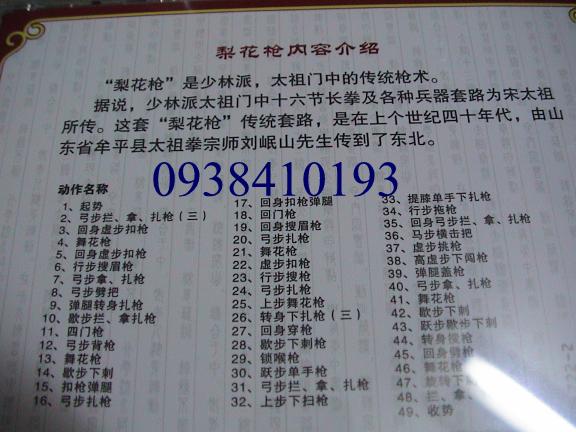 梨花枪内容介绍
“梨花枪”是少林派，太祖门中的传统枪术。
据说，少林派太祖门中十六节长拳及各种兵器套路为宋太祖
所传。这套“梨花枪”传统套路，是在上个世纪四十年代，由山
东省牟平县太祖拳宗师刘岷山先生传到了东北。
0938410193
动作名称
1、起势
2、弓步拦、拿、扎枪（三）
3、回身虚步扣枪
4、舞花枪
5、回身虚步扣枪
6、行步搜眉枪
7、弓步拿、扎枪
8、弓步劈把
9、弹腿转身扎枪
10、歇步拦、拿扎枪
11、四门枪
12、弓步背枪
13、舞花枪
14、歇步下刺
15、扣枪弹腿
16、弓步扎枪
17、回身扣枪弹腿
18、回门枪
19、回身搜眉枪
20、弓步扎枪
21、舞花枪
22、虚步扣枪
23、行步搜枪
24、弓步扎枪
25、上步舞花枪
26、转身下扎枪（三）
27、回身穿枪
28、歇步下刺枪
29、锁喉枪
30、跃步单手枪
31、弓步拦、拿、扎枪
32、上步下扫枪
33、提膝单手下扎枪
34、行步拖枪
35、回身弓步拦、拿、扎枪
36、马步横击把
37、虚步挑枪
38、高虚步下闯枪
39、弹腿盖枪
40、弓步拿、扎枪
41、舞花枪
42、歇步下刺
43、跃步歇步下刺
44、转身搜枪
45、回身劈枪
46、舞花枪
47、旋转下
48、拦、拿、
49、收势